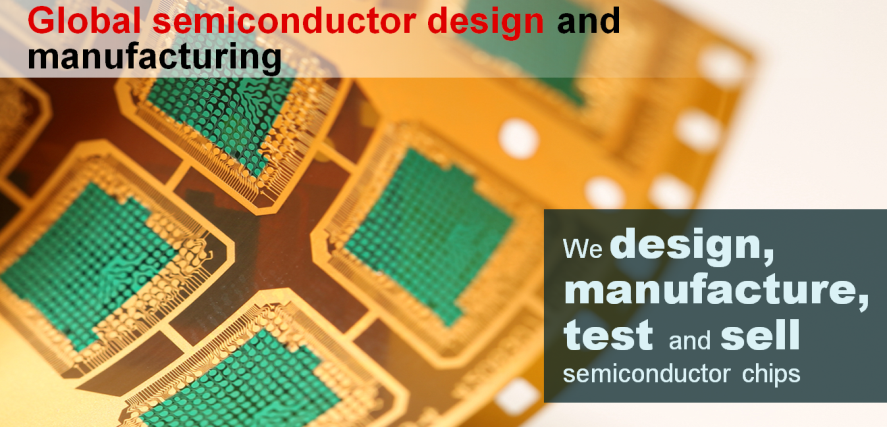 Global semiconductor design and
manufacturing
We design,
manufacture,
test and sell
semiconductor chips